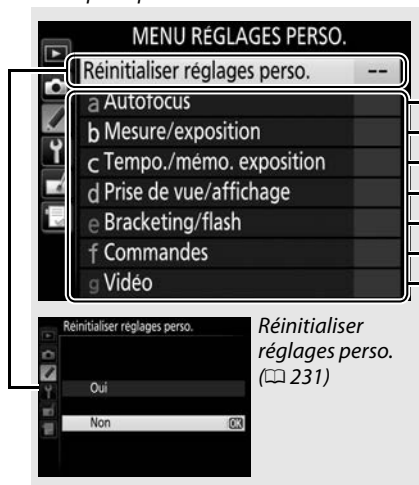 MENU RÉGLAGES PERSO.
Réinitialiser réglages perso. --
a Autofocus
b Mesure/exposition
c Tempo./mémo. exposition
d Prise de vue/affichage
e Bracketing/flash
f Commandes
g Vidéo
Réinitialiser réglages perso.
Oui
Non OK
Réinitialiser
réglages perso.
(🕮 231)